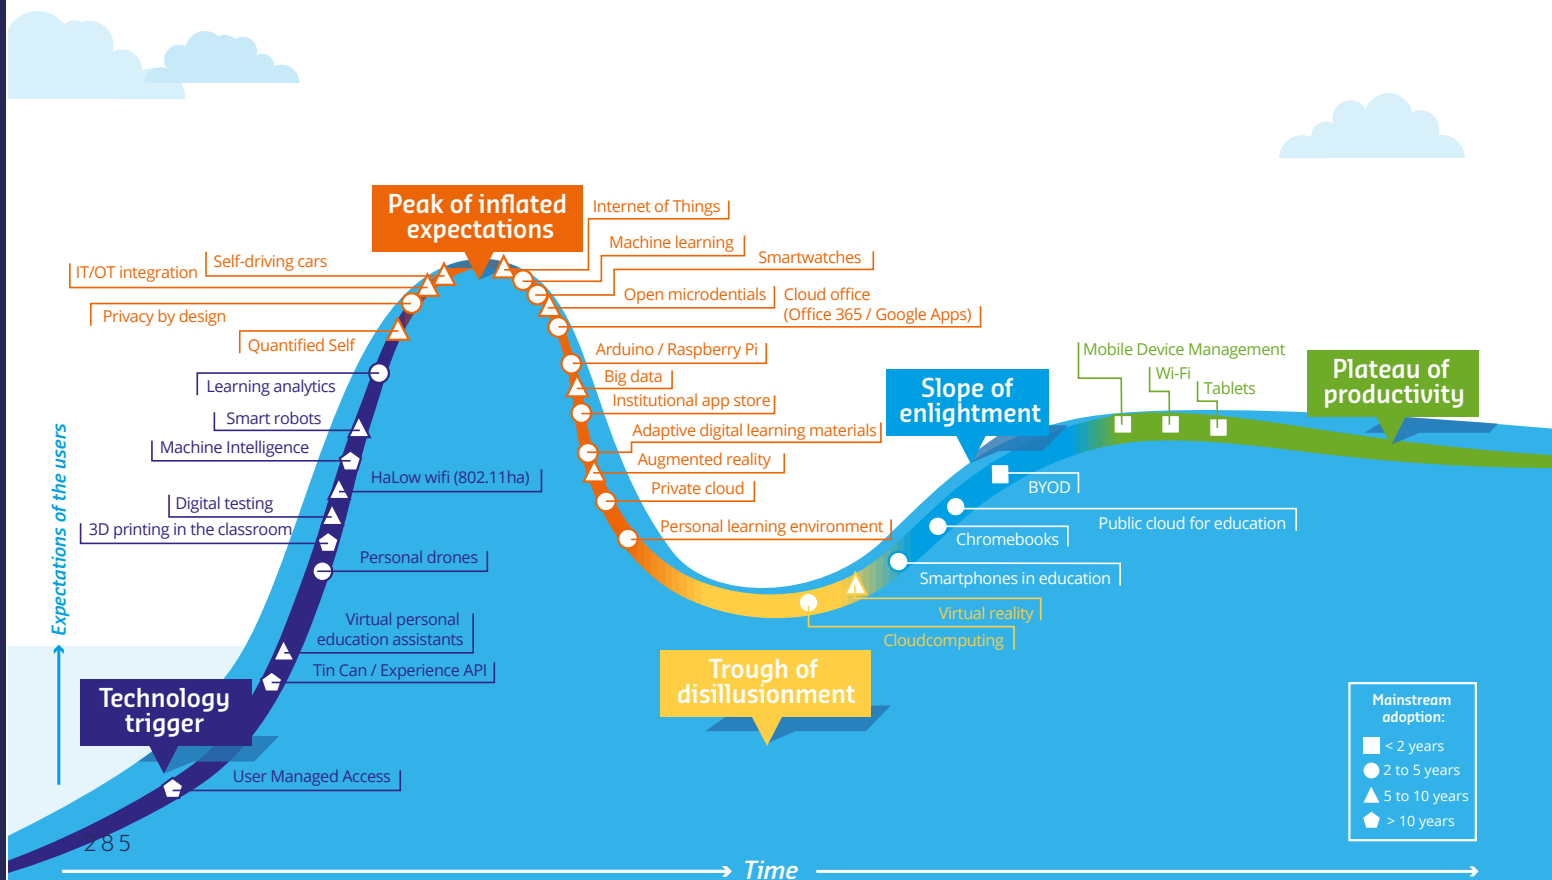 Peak of inflated
expectations
Internet of Things
Machine learning
Self-driving cars
Smartwatches
IT/OT integration
Open microdentials
Cloud office
(Office 365 / Google Apps)
Privacy by design
Quantified Self
Arduino / Raspberry Pi
Big data
Learning analytics
Institutional app store
Smart robots
Adaptive digital learning materials
Machine Intelligence
Augmented reality
HaLow wifi (802.11ha)
Private cloud
Digital testing
3D printing in the classroom
Personal learning environment
Personal drones
Virtual personal
education assistants
Tin Can / Experience API
Technology
trigger
User Managed Access
Expectations of the users
Trough of
disillusionment
Cloudcomputing
Virtual reality
Smartphones in education
Chromebooks
Public cloud for education
BYOD
Slope of
enlightment
Mobile Device Management
Wi-Fi
Tablets
Plateau of
productivity
Mainstream
adoption:
< 2 years
2 to 5 years
5 to 10 years
> 10 years
285
Time